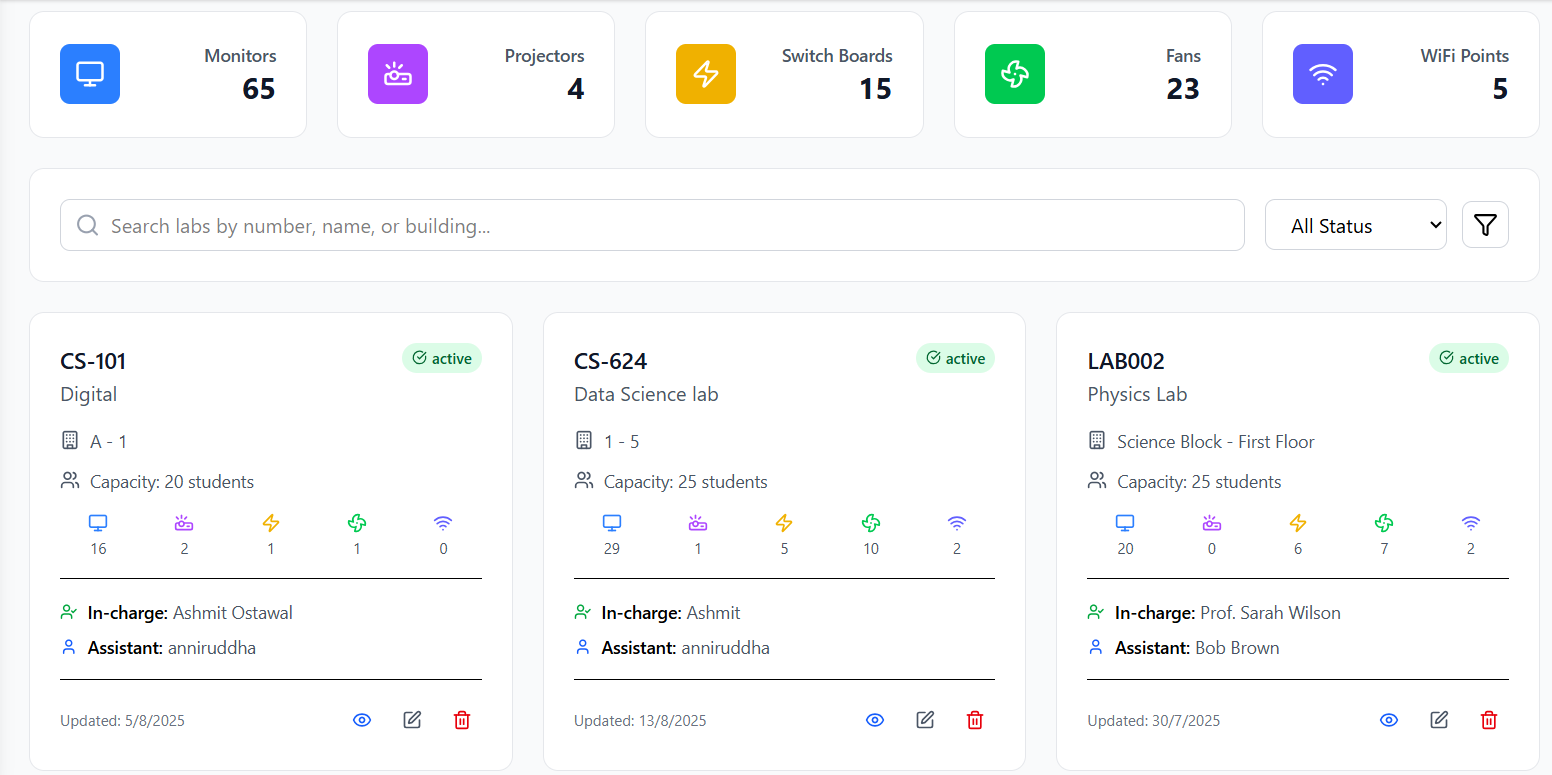 Monitors
65
Projectors
4
Switch Boards
15
Fans
23
WiFi Points
5
Search labs by number, name, or building...
All Status
CS-101
active
Digital
A - 1
Capacity: 20 students
16 2 1 1 0
In-charge: Ashmit Ostawal
Assistant: anniruddha
Updated: 5/8/2025
CS-624
active
Data Science lab
1 - 5
Capacity: 25 students
29 1 5 10 2
In-charge: Ashmit
Assistant: anniruddha
Updated: 13/8/2025
LAB002
active
Physics Lab
Science Block - First Floor
Capacity: 25 students
20 0 6 7 2
In-charge: Prof. Sarah Wilson
Assistant: Bob Brown
Updated: 30/7/2025